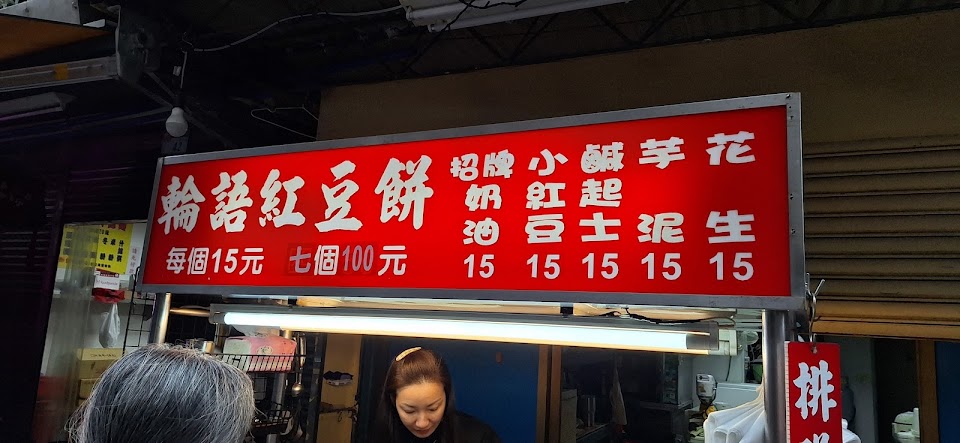 輪語紅豆餅
每個15元 七個100元
招牌奶油 15
小紅豆 15
鹹起士 15
芋泥 15
花生 15
排